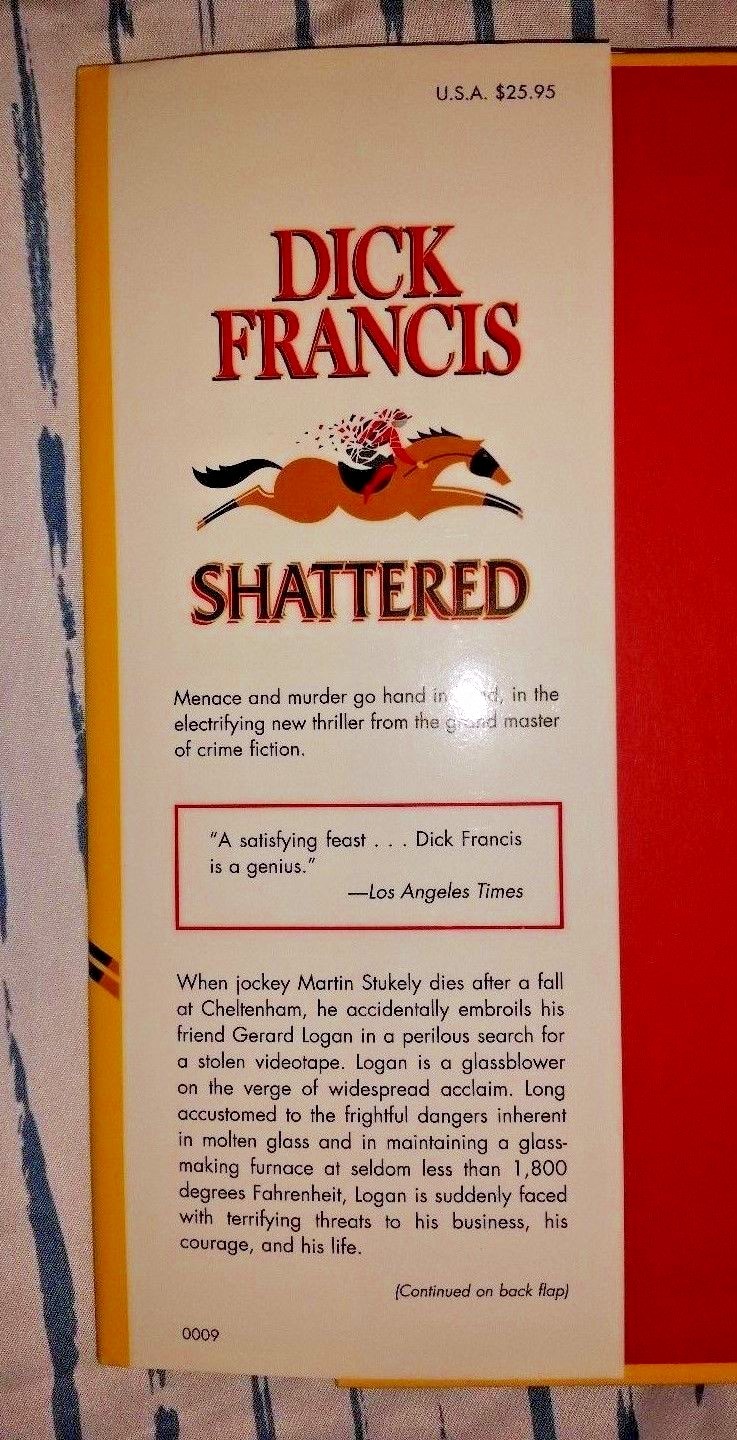 U.S.A. $25.95
DICK
FRANCIS
SHATTERED
Menace and murder go hand in hand, in the
electrifying new thriller from the grand master
of crime fiction.
“A satisfying feast . . . Dick Francis
is a genius.”
—Los Angeles Times
When jockey Martin Stukely dies after a fall
at Cheltenham, he accidentally embroils his
friend Gerard Logan in a perilous search for
a stolen videotape. Logan is a glassblower
on the verge of widespread acclaim. Long
accustomed to the frightful dangers inherent
in molten glass and in maintaining a glass-
making furnace at seldom less than 1,800
degrees Fahrenheit, Logan is suddenly faced
with terrifying threats to his business, his
courage, and his life.
(Continued on back flap)
0009